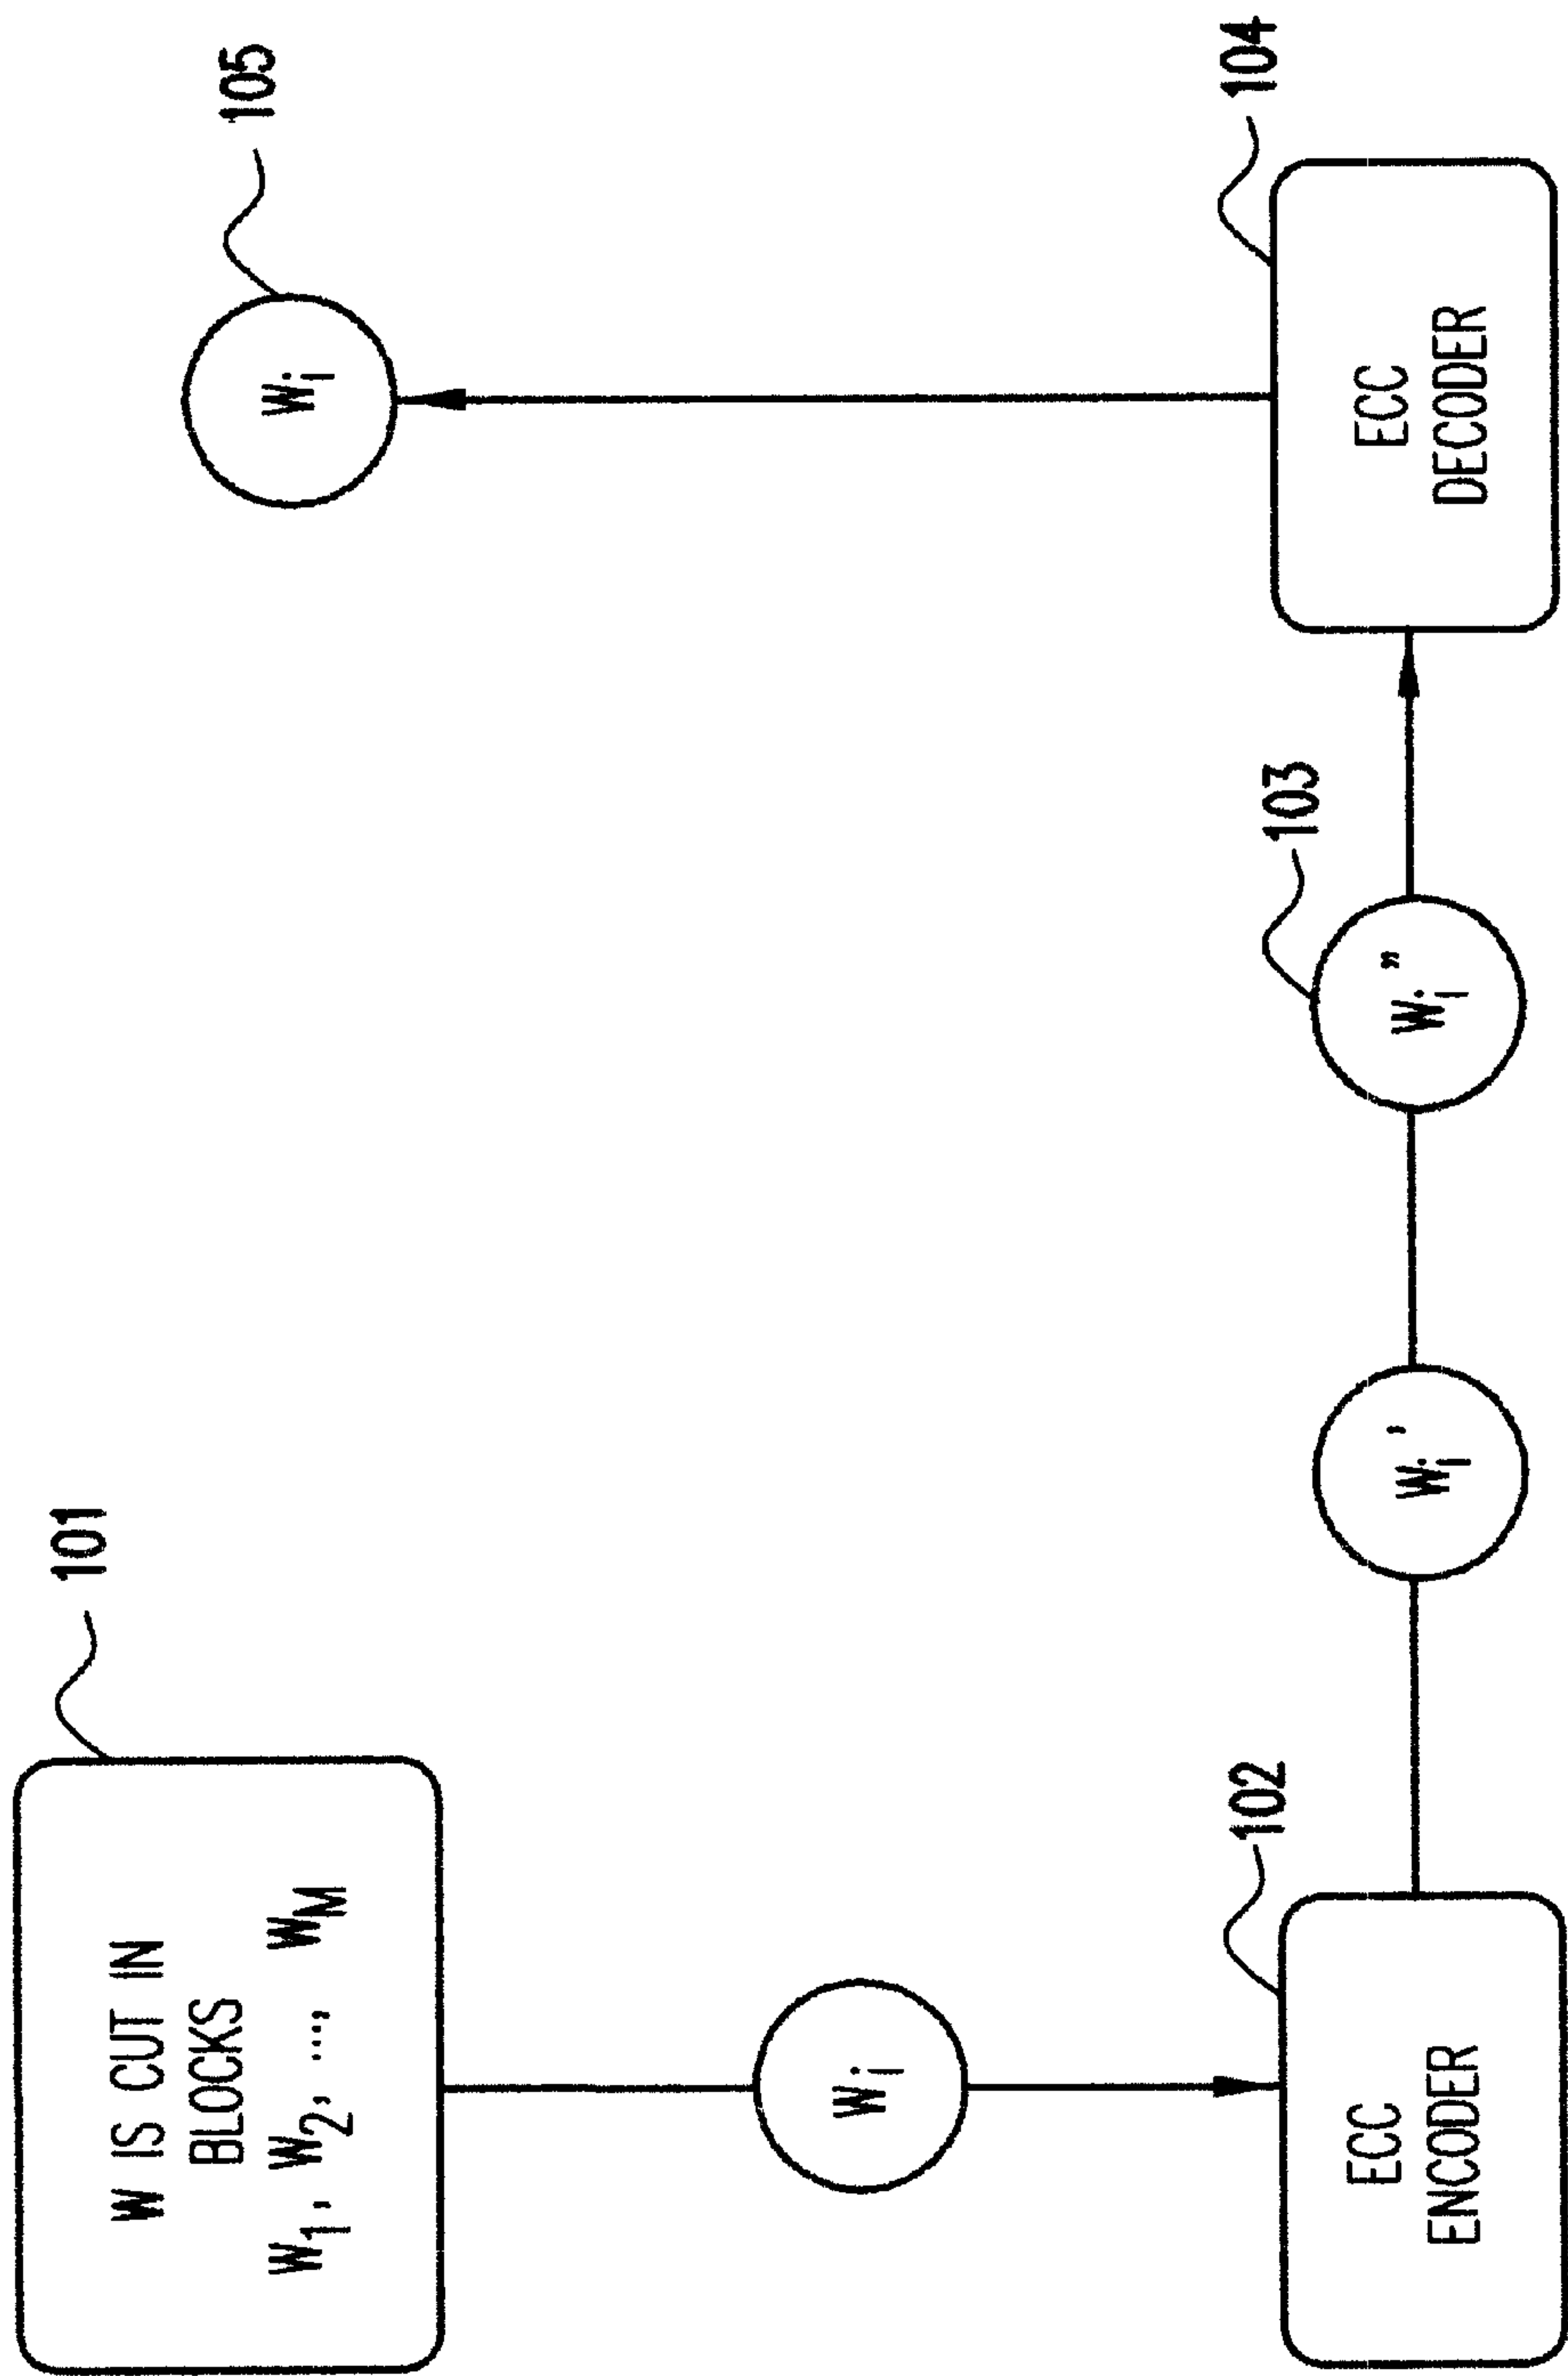 101
W IS CUT IN
BLOCKS
W1, W2, ..., WM
Wi
102
ECC
ENCODER
Wi'
103
Wi"
104
ECC
DECODER
105
Wi